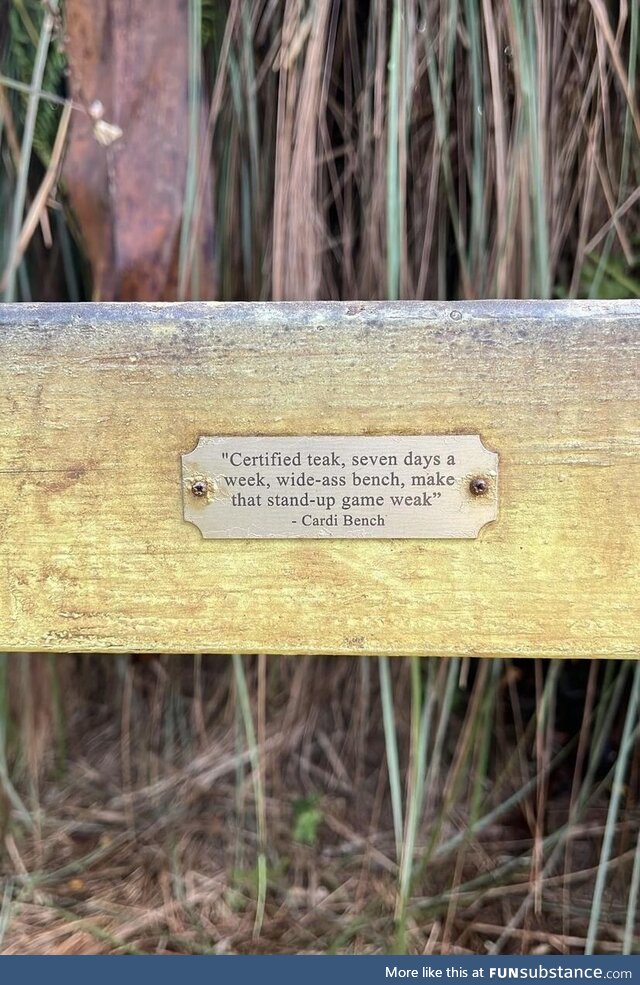 "Certified teak, seven days a
week, wide-ass bench, make
that stand-up game weak”
- Cardi Bench
More like this at FUNsubstance.com